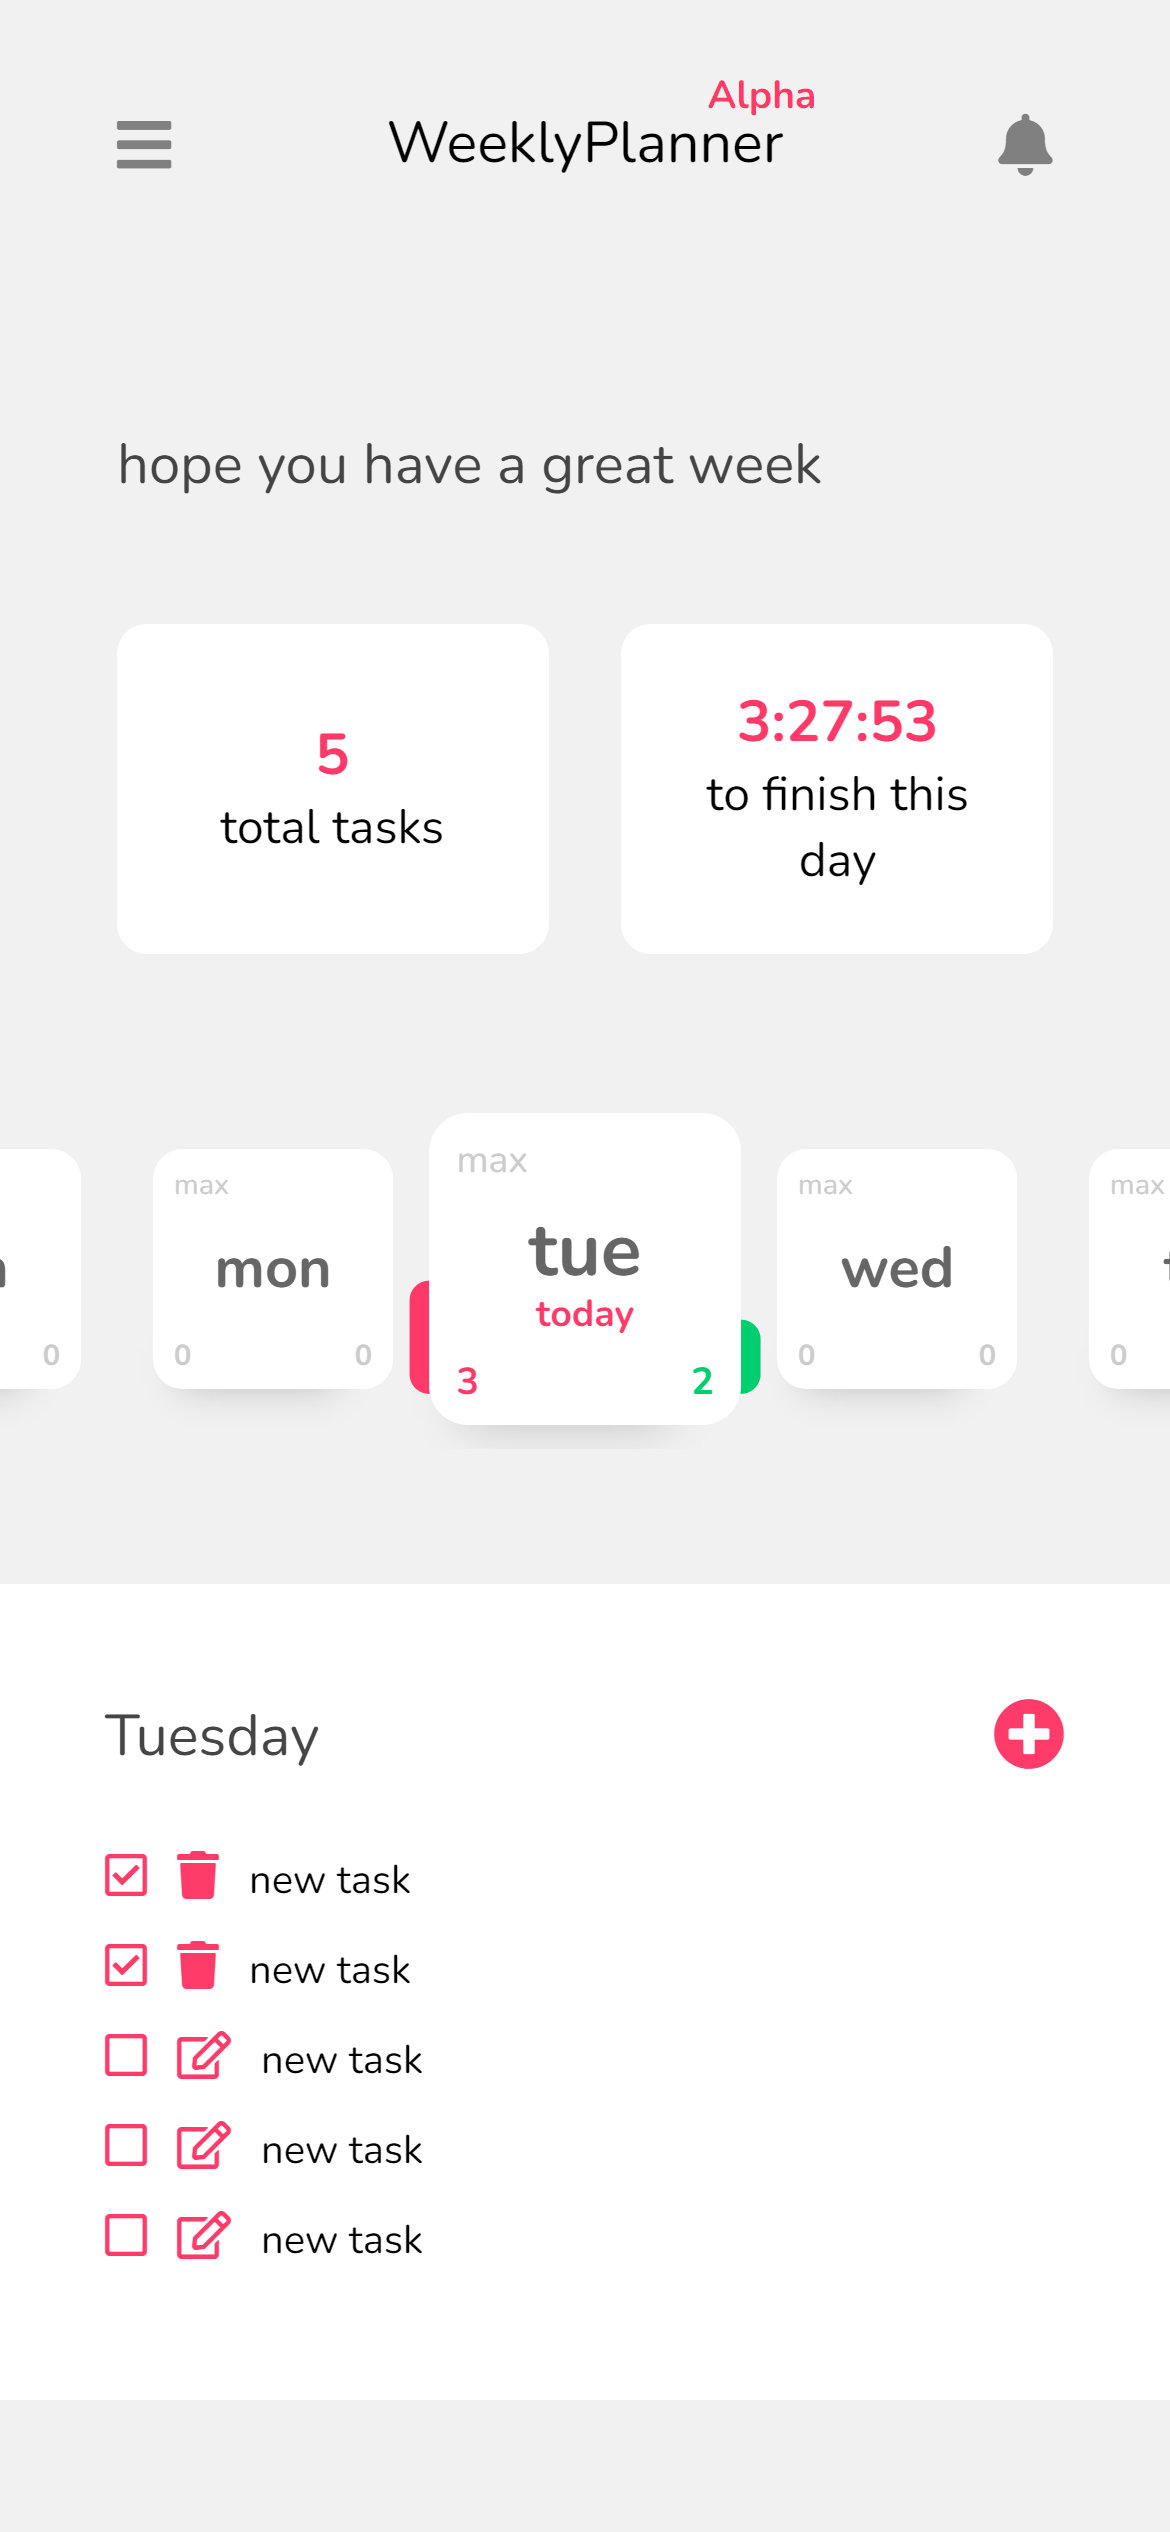 Alpha
WeeklyPlanner
hope you have a great week
5
total tasks
3:27:53
to finish this
day
0
max
mon
0 0
max
tue
today
3 2
max
wed
0 0
max
0
Tuesday
new task
new task
new task
new task
new task